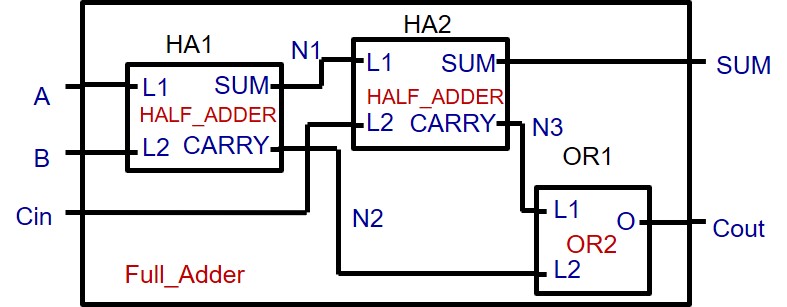 HA1
HA2
N1
A
L1
SUM
HALF_ADDER
B
L2
CARRY
L1
SUM
HALF_ADDER
L2
CARRY
SUM
N3
OR1
Cin
N2
L1
O
OR2
L2
Cout
Full_Adder